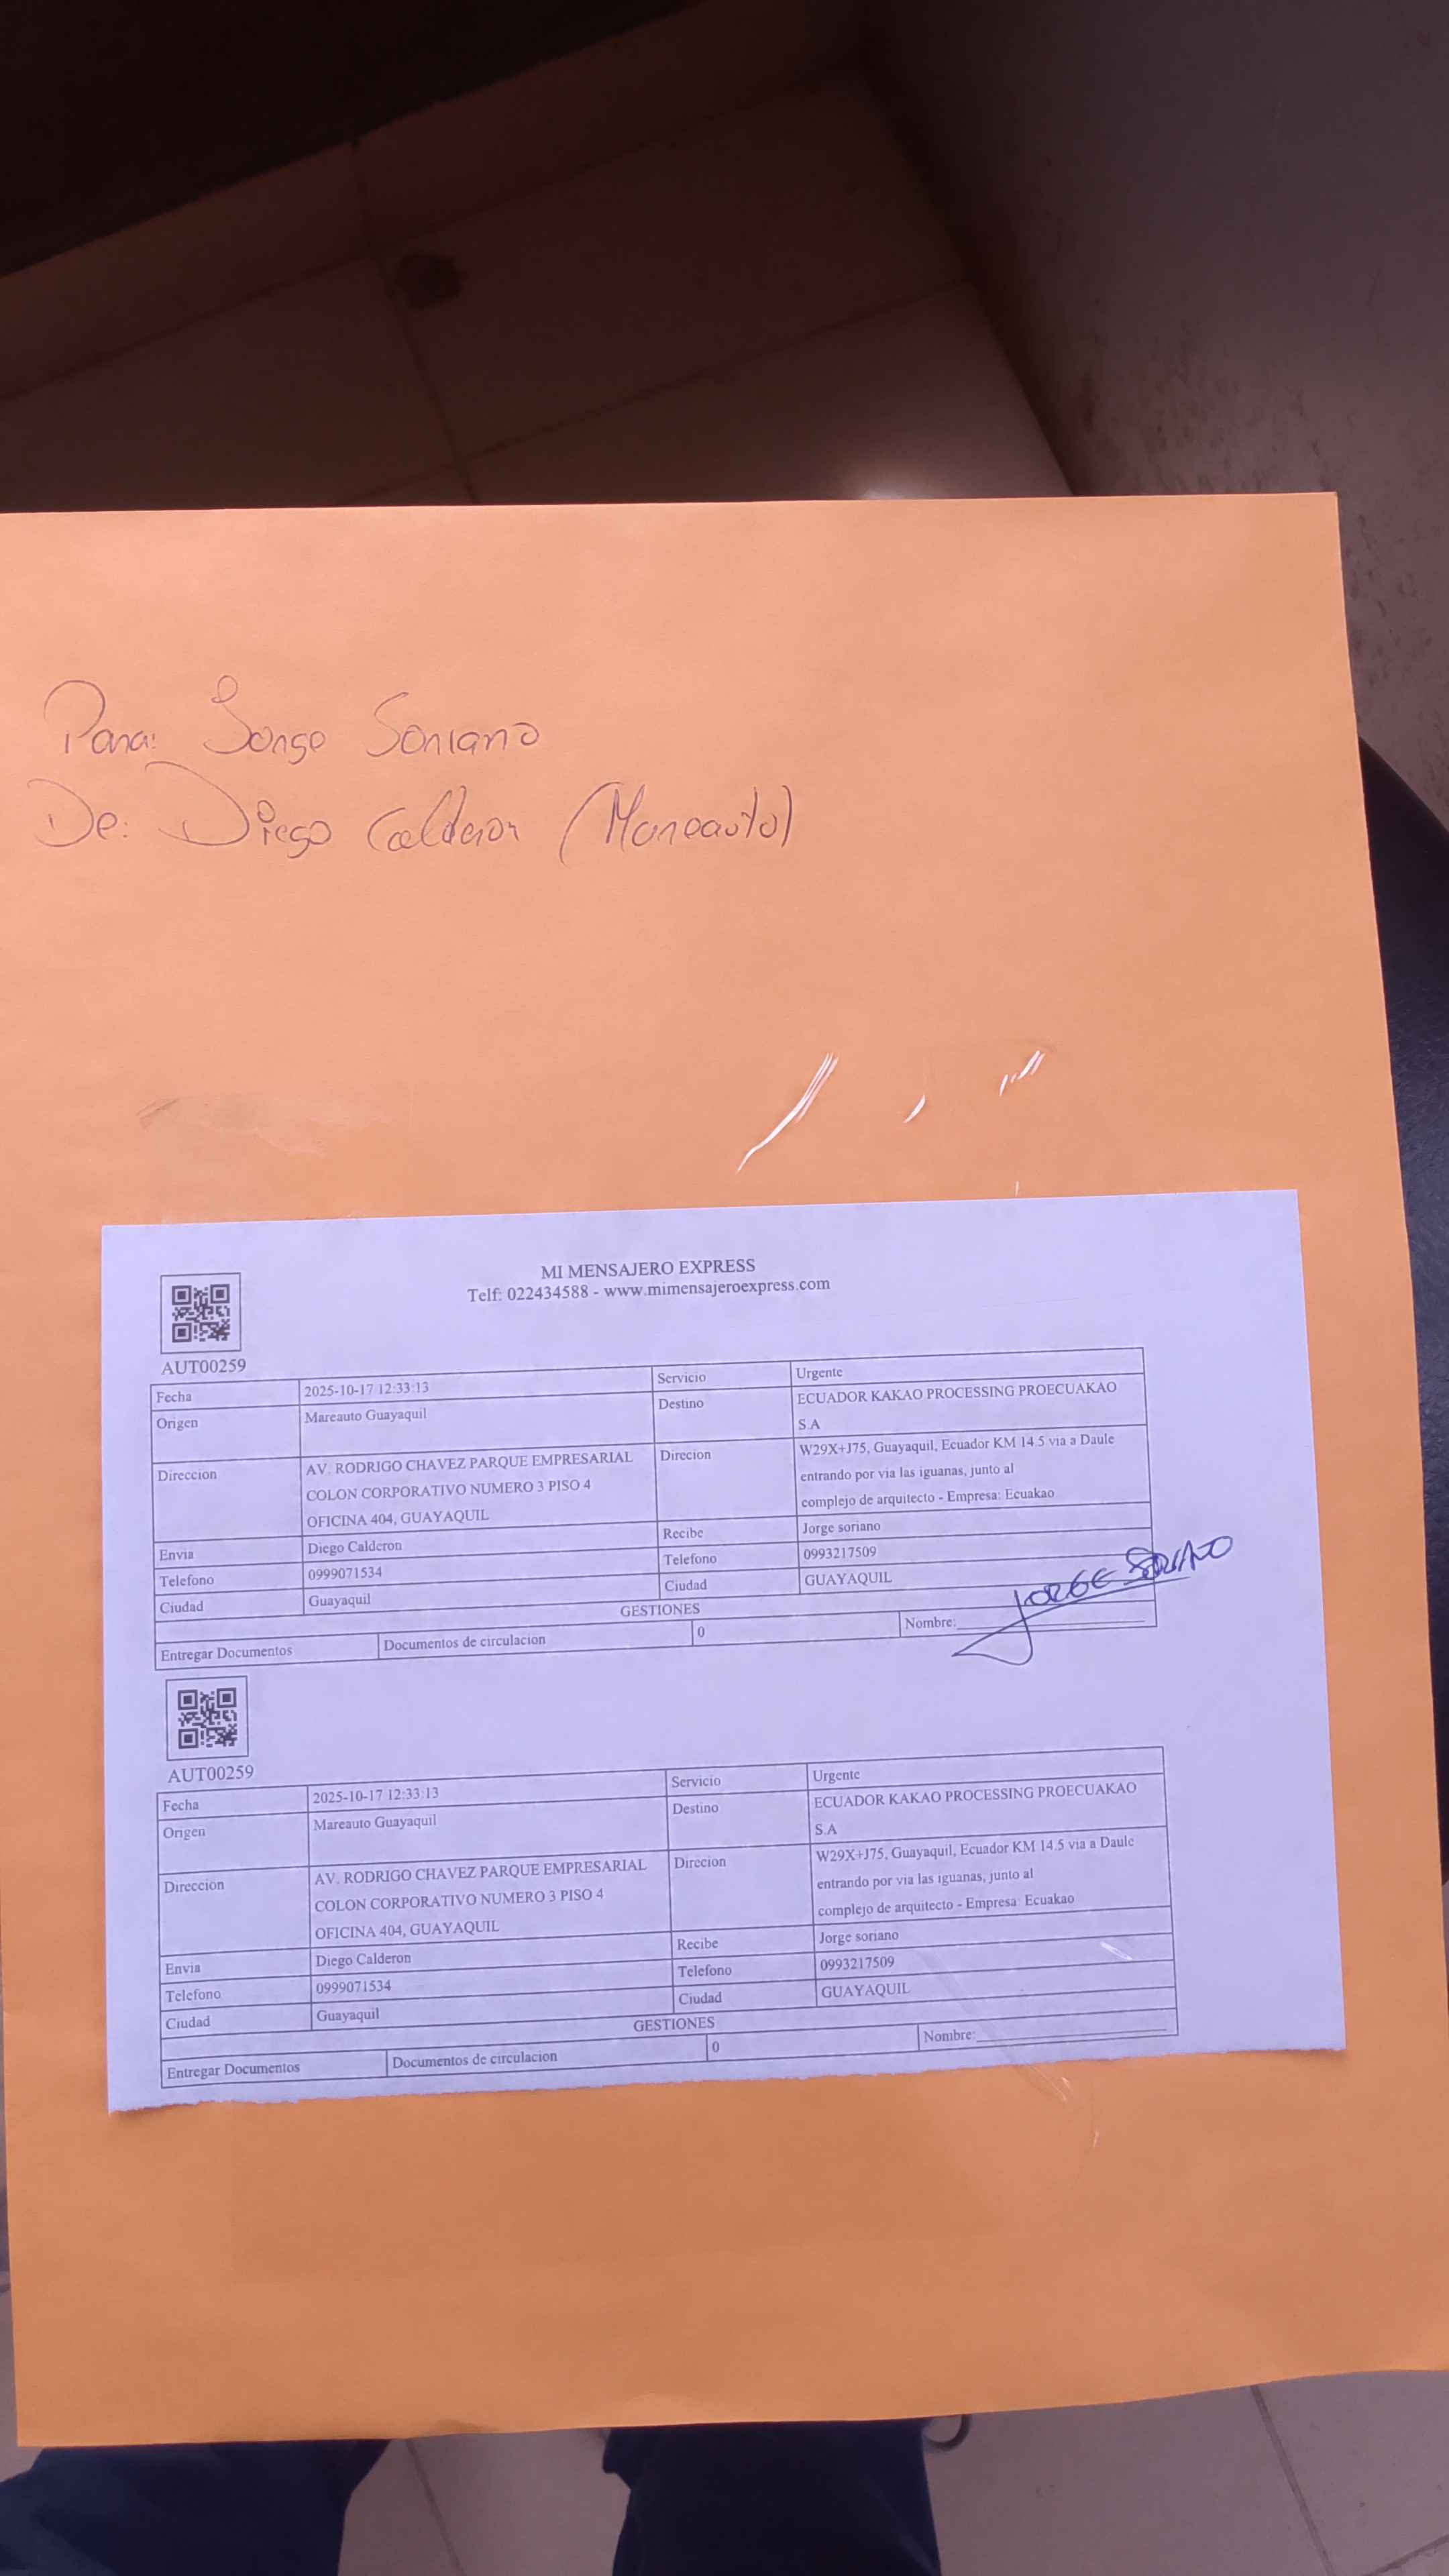 Para: Jorge Soriano
De: Diego Calderon (Mareauto)
MI MENSAJERO EXPRESS
Telf: 022434588 - www.mimensajeroexpress.com
AUT00259
Fecha 2025-10-17 12:33:13 Servicio Urgente
Origen Mareauto Guayaquil Destino ECUADOR KAKAO PROCESSING PROECUAKAO
S.A
Direccion AV. RODRIGO CHAVEZ PARQUE EMPRESARIAL Direcion W29X+J75, Guayaquil, Ecuador KM 14.5 via a Daule
COLON CORPORATIVO NUMERO 3 PISO 4 entrando por via las iguanas, junto al
OFICINA 404, GUAYAQUIL complejo de arquitecto - Empresa: Ecuakao
Envia Diego Calderon Recibe Jorge soriano
Telefono 0999071534 Telefono 0993217509
Ciudad Guayaquil Ciudad GUAYAQUIL
GESTIONES
Entregar Documentos Documentos de circulacion 0 Nombre: JORGE SORIANO
AUT00259
Fecha 2025-10-17 12:33:13 Servicio Urgente
Origen Mareauto Guayaquil Destino ECUADOR KAKAO PROCESSING PROECUAKAO
S.A
Direccion AV. RODRIGO CHAVEZ PARQUE EMPRESARIAL Direcion W29X+J75, Guayaquil, Ecuador KM 14.5 via a Daule
COLON CORPORATIVO NUMERO 3 PISO 4 entrando por via las iguanas, junto al
OFICINA 404, GUAYAQUIL complejo de arquitecto - Empresa: Ecuakao
Envia Diego Calderon Recibe Jorge soriano
Telefono 0999071534 Telefono 0993217509
Ciudad Guayaquil Ciudad GUAYAQUIL
GESTIONES
Entregar Documentos Documentos de circulacion 0 Nombre: